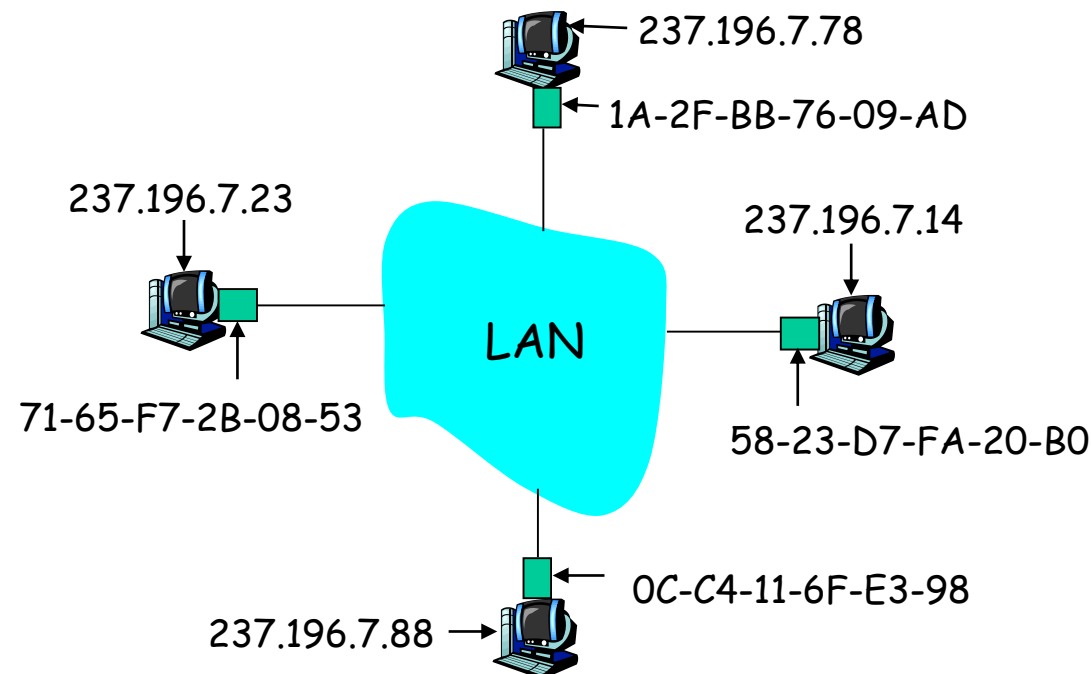 237.196.7.78
1A-2F-BB-76-09-AD
237.196.7.23
237.196.7.14
LAN
71-65-F7-2B-08-53
58-23-D7-FA-20-B0
0C-C4-11-6F-E3-98
237.196.7.88